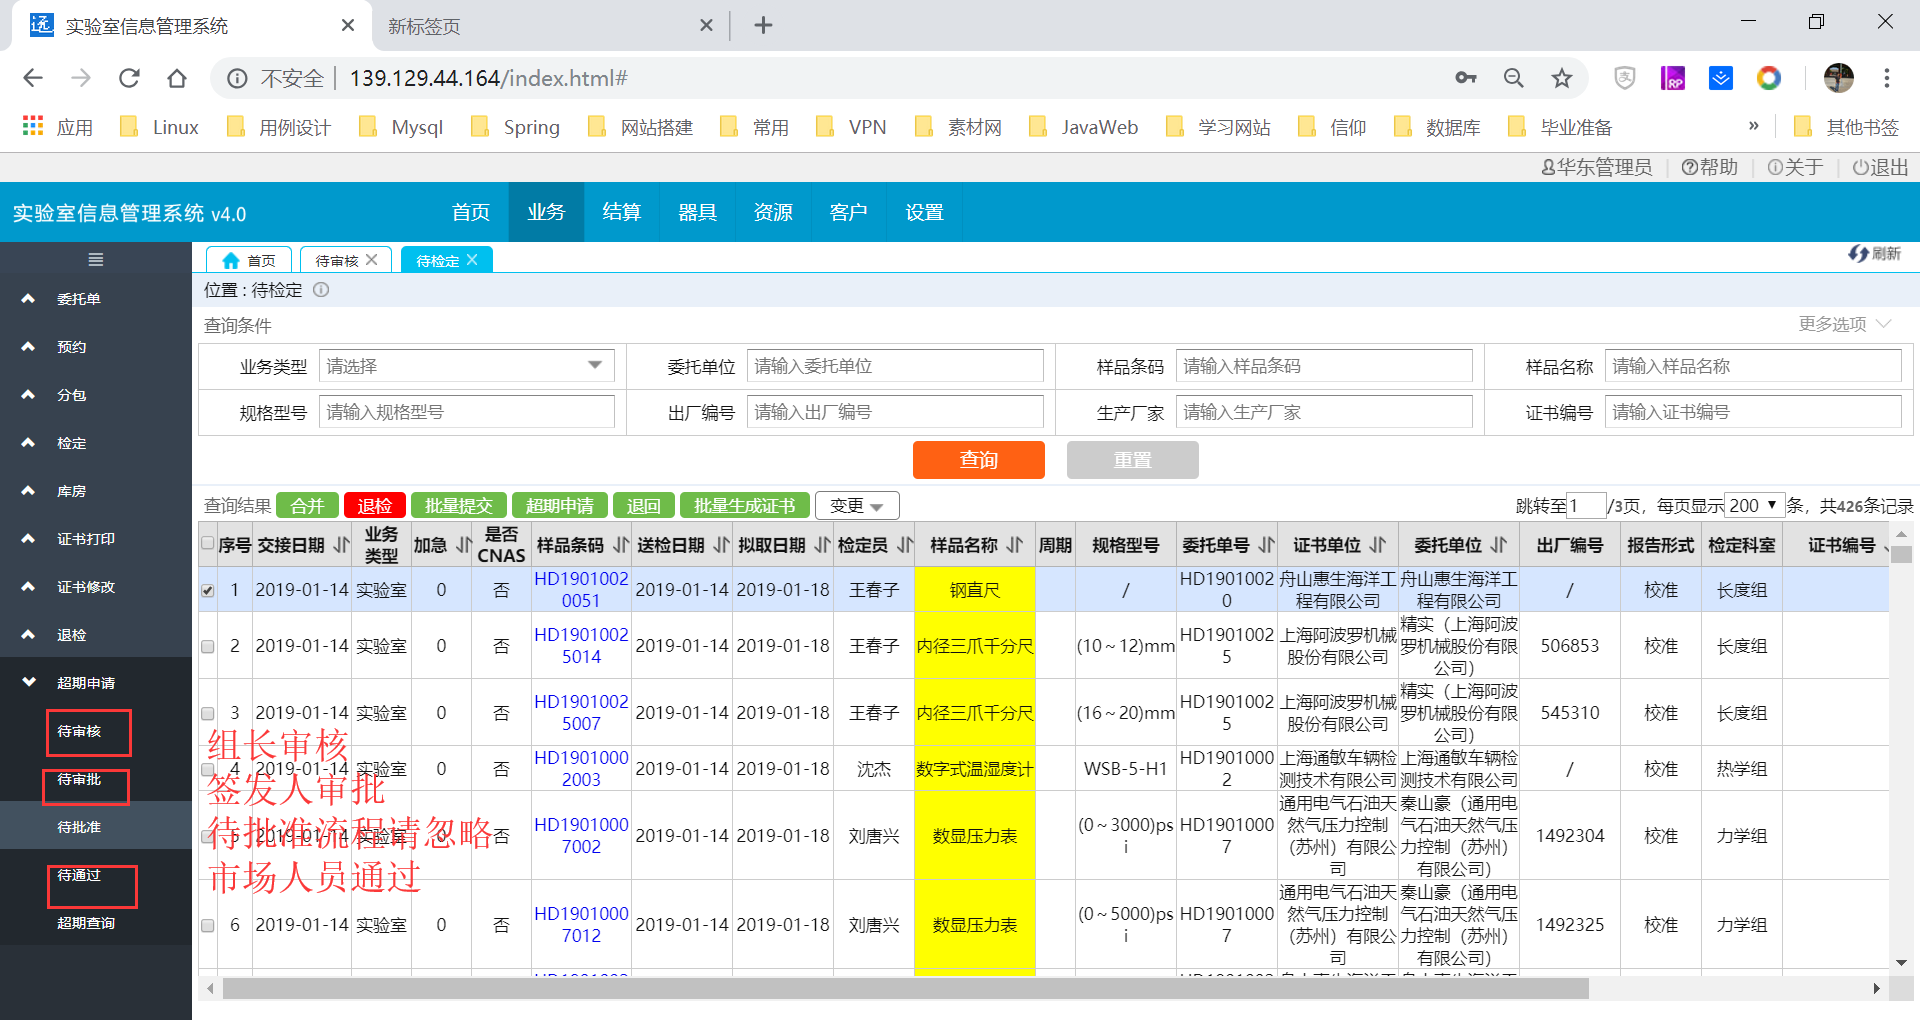 实验室信息管理系统
新标签页
不安全 139.129.44.164/index.html#
应用 Linux 用例设计 Mysql Spring 网站搭建 常用 VPN 素材网 JavaWeb 学习网站 信仰 数据库 毕业准备 » 其他书签
华东管理员 帮助 关于 退出
实验室信息管理系统 v4.0
首页 业务 结算 器具 资源 客户 设置
首页 待审核 待检定 刷新
位置 : 待检定
查询条件 更多选项
业务类型 请选择 委托单位 请输入委托单位 样品条码 请输入样品条码 样品名称 请输入样品名称
规格型号 请输入规格型号 出厂编号 请输入出厂编号 生产厂家 请输入生产厂家 证书编号 请输入证书编号
查询 重置
查询结果 合并 退检 批量提交 超期申请 退回 批量生成证书 变更 跳转至1/3页，每页显示200条，共426条记录
序号 交接日期 业务类型 加急 是否CNAS 样品条码 送检日期 拟取日期 检定员 样品名称 周期 规格型号 委托单号 证书单位 委托单位 出厂编号 报告形式 检定科室 证书编号
1 2019-01-14 实验室 0 否 HD19010020051 2019-01-14 2019-01-18 王春子 钢直尺 / HD19010020 舟山惠生海洋工程有限公司 舟山惠生海洋工程有限公司 / 校准 长度组
2 2019-01-14 实验室 0 否 HD19010025014 2019-01-14 2019-01-18 王春子 内径三爪千分尺 (10～12)mm HD19010025 上海阿波罗机械股份有限公司 精实（上海阿波罗机械股份有限公司） 506853 校准 长度组
3 2019-01-14 实验室 0 否 HD19010025007 2019-01-14 2019-01-18 王春子 内径三爪千分尺 (16～20)mm HD19010025 上海阿波罗机械股份有限公司 精实（上海阿波罗机械股份有限公司） 545310 校准 长度组
4 2019-01-14 实验室 0 否 HD19010002003 2019-01-14 2019-01-18 沈杰 数字式温湿度计 WSB-5-H1 HD19010002 上海通敏车辆检测技术有限公司 上海通敏车辆检测技术有限公司 / 校准 热学组
5 2019-01-14 实验室 0 否 HD19010007002 2019-01-14 2019-01-18 刘唐兴 数显压力表 (0～3000)psi HD19010007 通用电气石油天然气压力控制（苏州）有限公司 秦山豪（通用电气石油天然气压力控制（苏州）有限公司） 1492304 校准 力学组
6 2019-01-14 实验室 0 否 HD19010007012 2019-01-14 2019-01-18 刘唐兴 数显压力表 (0～5000)psi HD19010007 通用电气石油天然气压力控制（苏州）有限公司 秦山豪（通用电气石油天然气压力控制（苏州）有限公司） 1492325 校准 力学组
委托单
预约
分包
检定
库房
证书打印
证书修改
退检
超期申请
待审核
待审批
待批准
待通过
超期查询
组长审核
签发人审批
待批准流程请忽略
市场人员通过